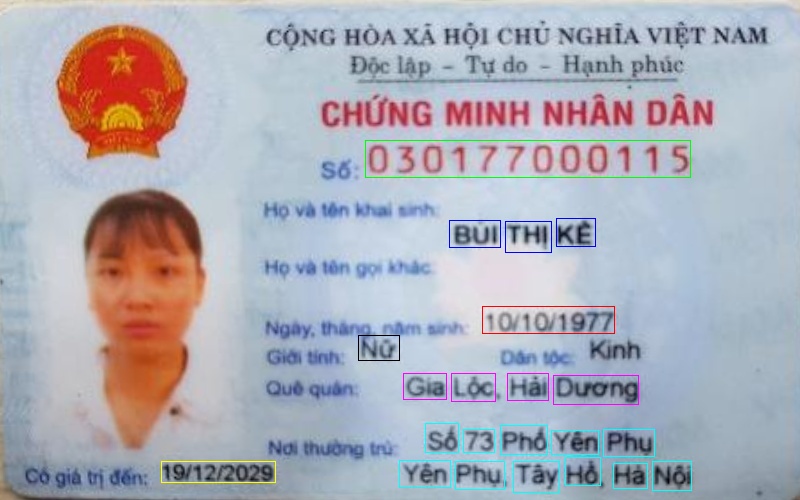 CỘNG HÒA XÃ HỘI CHỦ NGHĨA VIỆT NAM
Độc lập - Tự do - Hạnh phúc
CHỨNG MINH NHÂN DÂN
Số: 030177000115
Họ và tên khai sinh:
BÙI THỊ KÊ
Họ và tên gọi khác:
Ngày, tháng, năm sinh: 10/10/1977
Giới tính: Nữ Dân tộc: Kinh
Quê quán: Gia Lộc, Hải Dương
Nơi thường trú: Số 73 Phố Yên Phụ
Yên Phụ, Tây Hồ, Hà Nội
Có giá trị đến: 19/12/2029